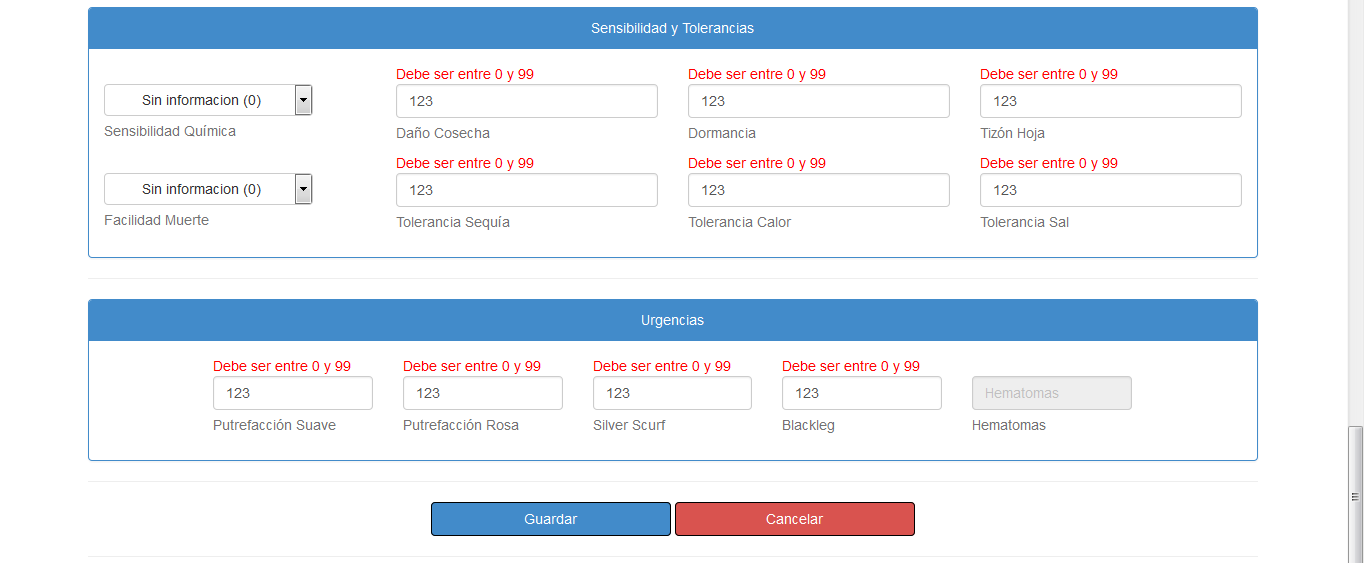 Sensibilidad y Tolerancias
Debe ser entre 0 y 99 Debe ser entre 0 y 99 Debe ser entre 0 y 99
Sin informacion (0) 123 123 123
Sensibilidad Química Daño Cosecha Dormancia Tizón Hoja
Debe ser entre 0 y 99 Debe ser entre 0 y 99 Debe ser entre 0 y 99
Sin informacion (0) 123 123 123
Facilidad Muerte Tolerancia Sequía Tolerancia Calor Tolerancia Sal
Urgencias
Debe ser entre 0 y 99 Debe ser entre 0 y 99 Debe ser entre 0 y 99 Debe ser entre 0 y 99
123 123 123 123 Hematomas
Putrefacción Suave Putrefacción Rosa Silver Scurf Blackleg Hematomas
Guardar Cancelar